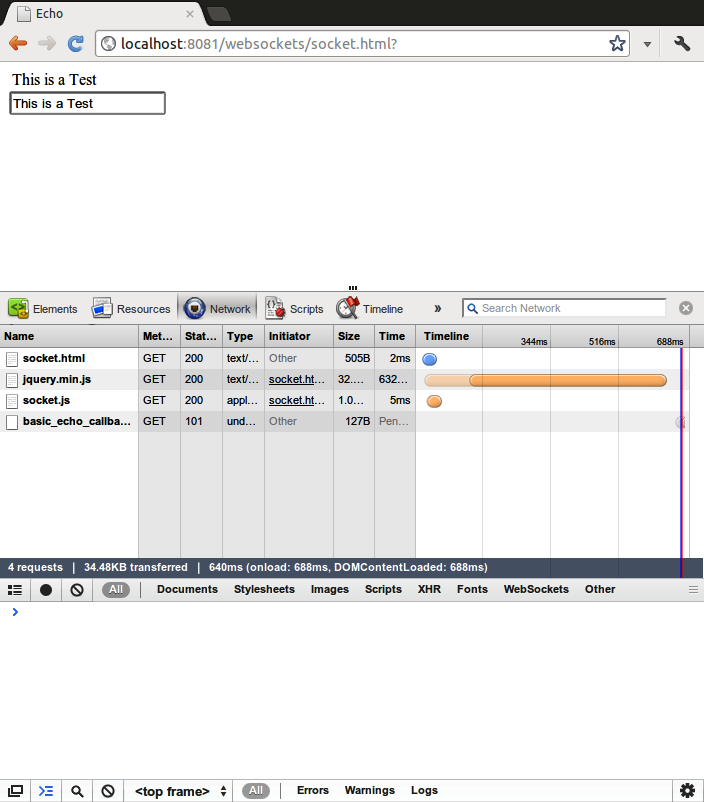 Echo
localhost:8081/websockets/socket.html?
This is a Test
This is a Test
Elements Resources Network Scripts Timeline » Search Network
Name Met… Stat… Type Initiator Size Time Timeline 344ms 516ms 688ms
socket.html GET 200 text/… Other 505B 2ms
jquery.min.js GET 200 text/… socket.ht… 32.… 632…
socket.js GET 200 appl… socket.ht… 1.0… 5ms
basic_echo_callba… GET 101 und… Other 127B Pen…
4 requests | 34.48KB transferred | 640ms (onload: 688ms, DOMContentLoaded: 688ms)
All Documents Stylesheets Images Scripts XHR Fonts WebSockets Other
>
<top frame> All Errors Warnings Logs